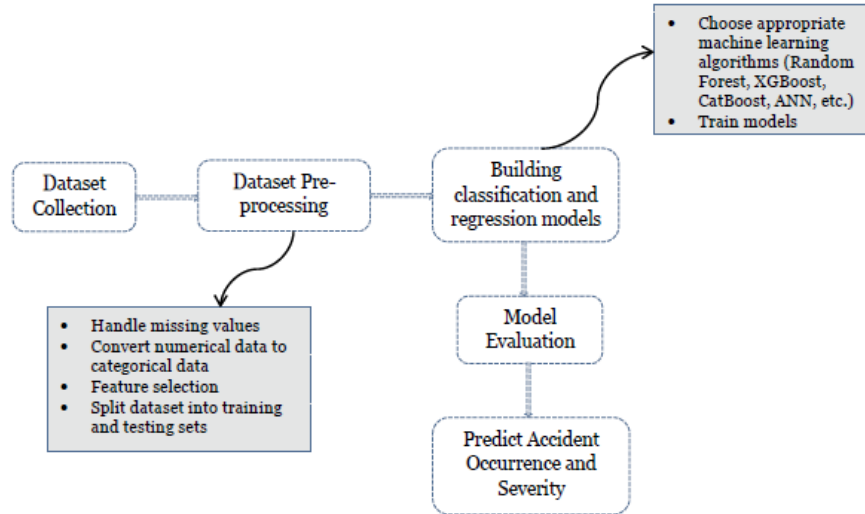 • Choose appropriate
machine learning
algorithms (Random
Forest, XGBoost,
CatBoost, ANN, etc.)
• Train models
Dataset
Collection
Dataset Pre-
processing
Building
classification and
regression models
• Handle missing values
• Convert numerical data to
categorical data
• Feature selection
• Split dataset into training
and testing sets
Model
Evaluation
Predict Accident
Occurrence and
Severity